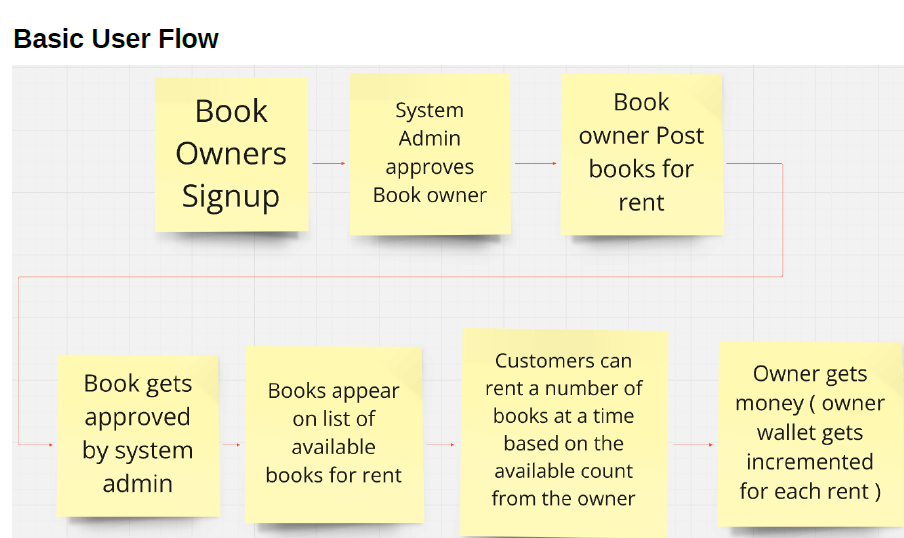 Basic User Flow
Book
Owners
Signup
System
Admin
approves
Book owner
Book
owner Post
books for
rent
Book gets
approved
by system
admin
Books appear
on list of
available
books for rent
Customers can
rent a number of
books at a time
based on the
available count
from the owner
Owner gets
money ( owner
wallet gets
incremented
for each rent )